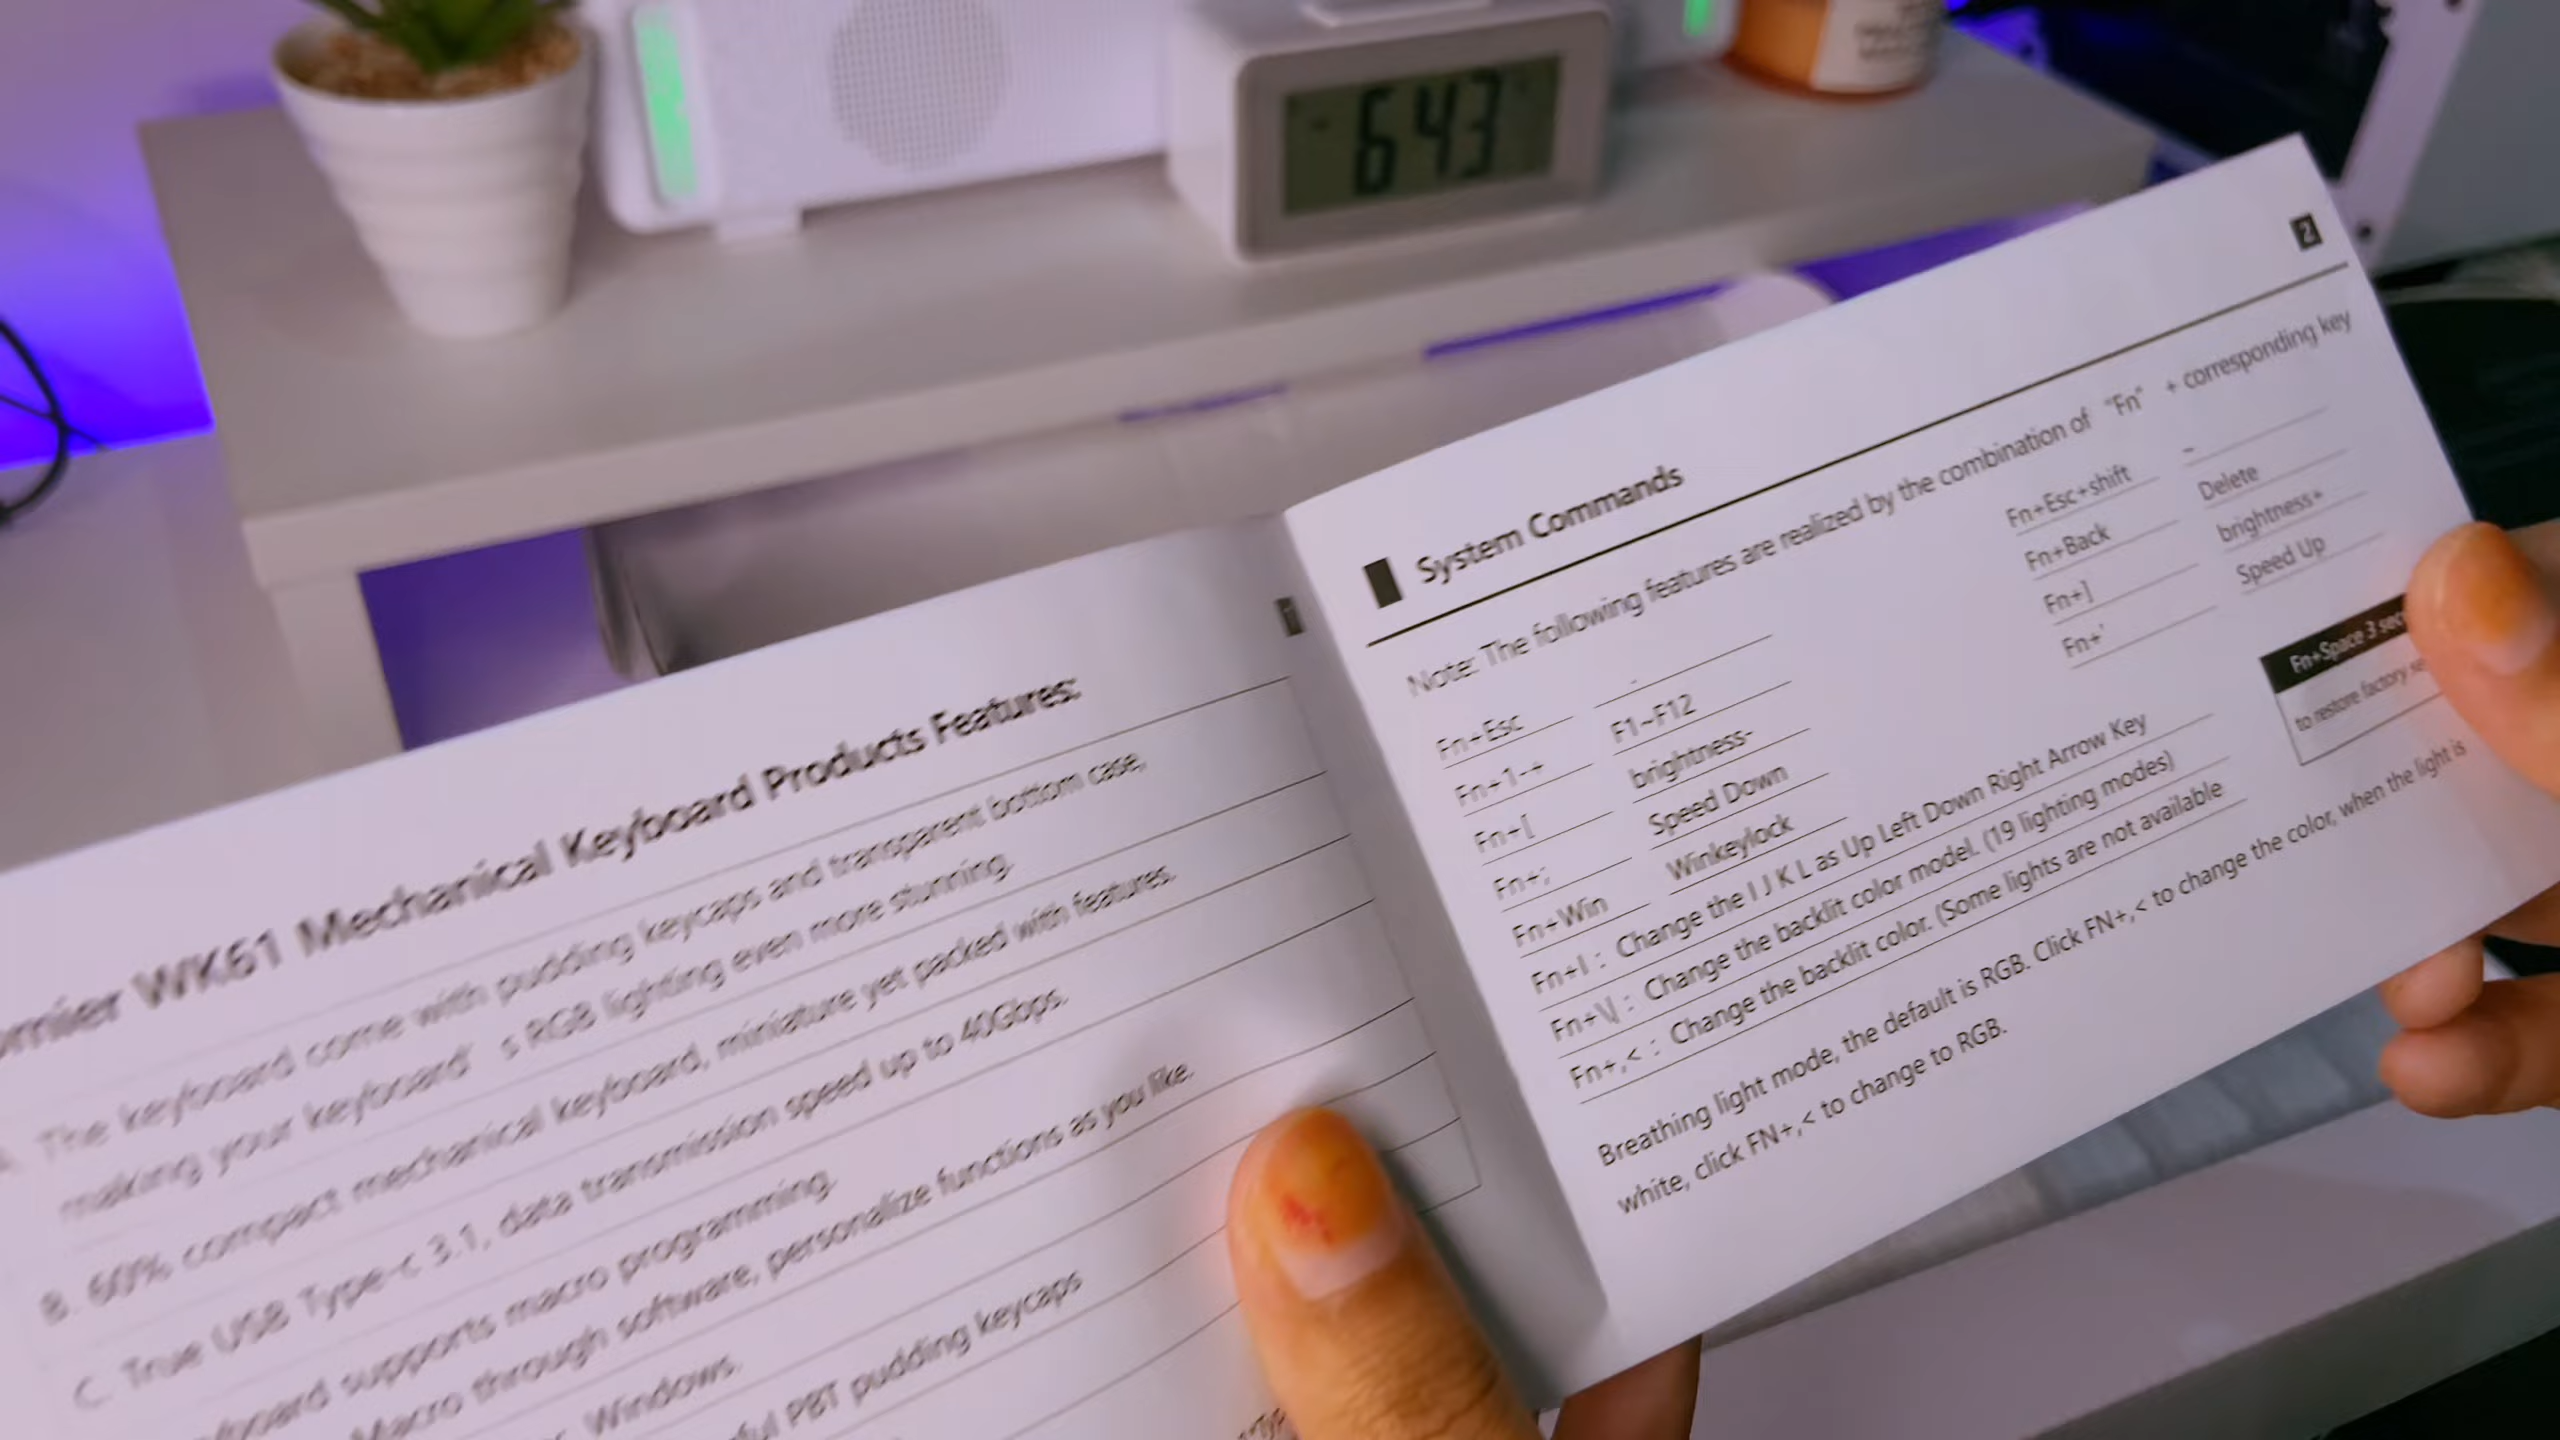 6:43
1
Mechanical Keyboard Products Features:
WK61
The keyboard come with pudding keycaps and transparent bottom case,
making your keyboard' s RGB lighting even more stunning.
B. 60% compact mechanical keyboard, miniature yet packed with features.
C. True USB Type-c 3.1, data transmission speed up to 40Gbps.
supports macro programming.
Macro through software, personalize functions as you like.
Windows.
PBT pudding keycaps
2
System Commands
Note: The following features are realized by the combination of "Fn" + corresponding key
Fn+Esc
Fn+1-+ F1~F12
Fn+[ brightness-
Fn+; Speed Down
Fn+Win Winkeylock
Fn+Esc+shift ~
Fn+Back Delete
Fn+] brightness+
Fn+' Speed Up
Fn+Space 3
to restore factory
Fn+I : Change the I J K L as Up Left Down Right Arrow Key
Fn+\| : Change the backlit color model. (19 lighting modes)
Fn+,< : Change the backlit color. (Some lights are not available
Breathing light mode, the default is RGB. Click FN+,< to change the color, when the light is
white, click FN+,< to change to RGB.